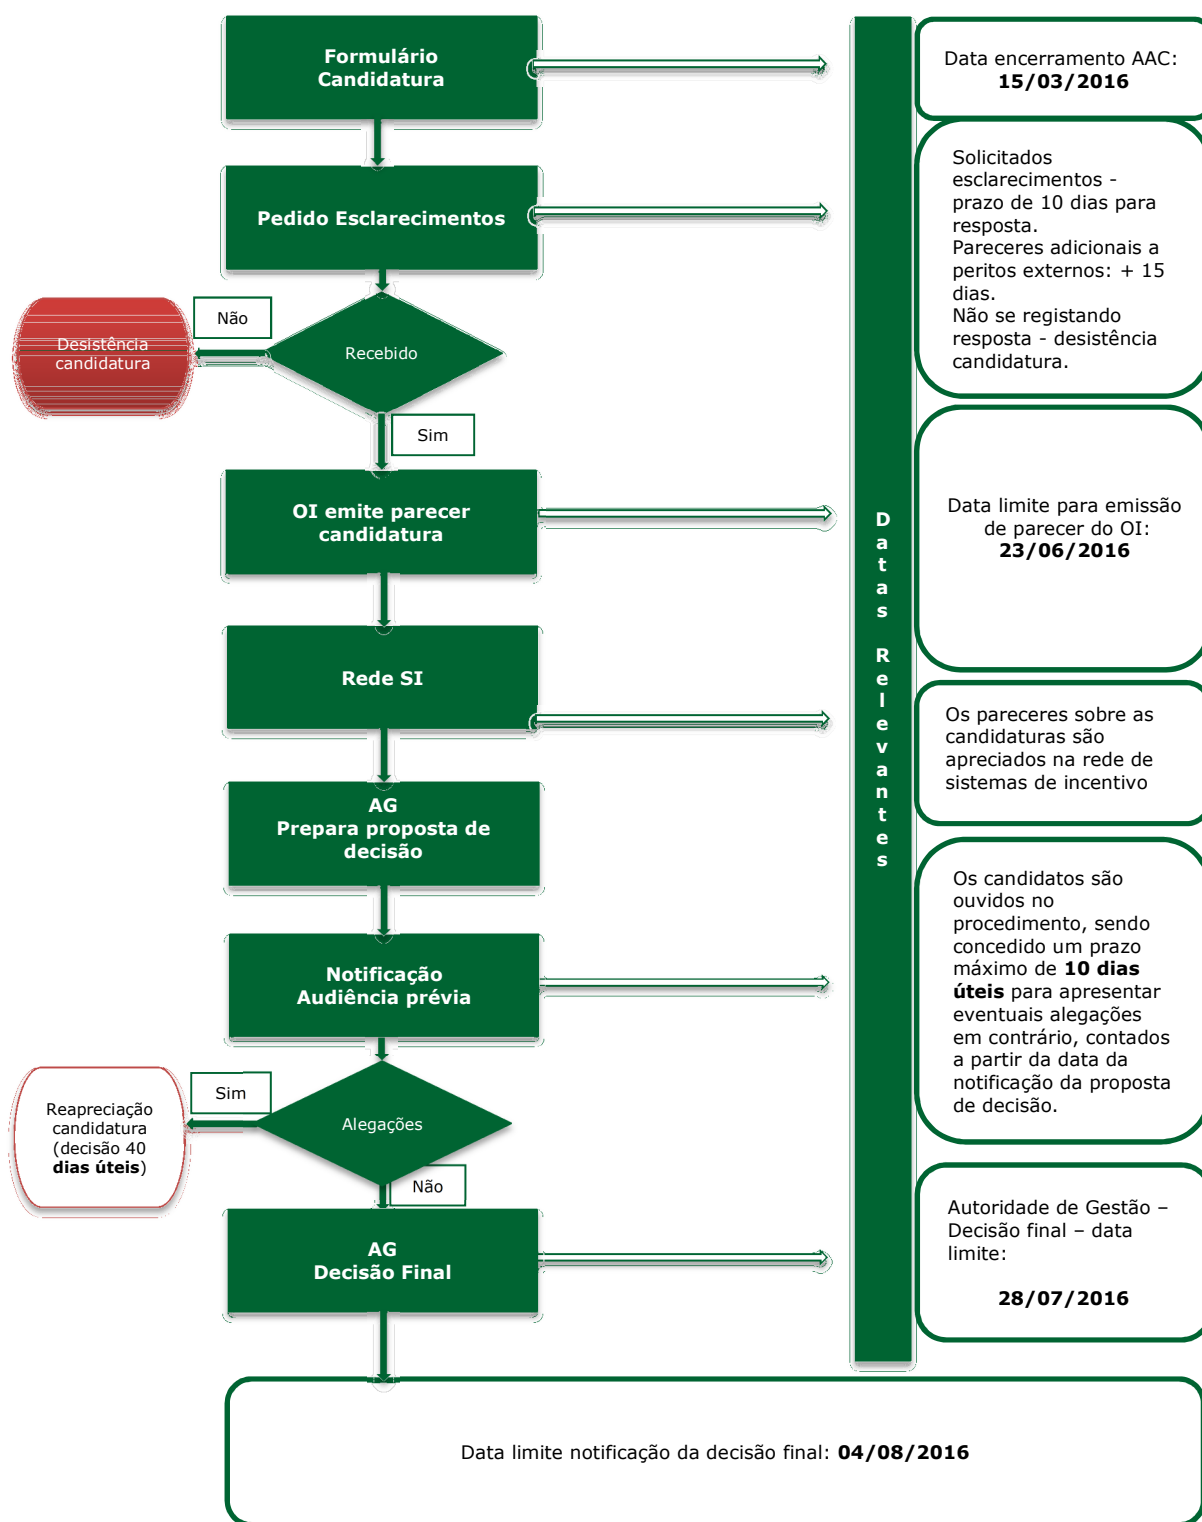 Formulário
Candidatura
Data encerramento AAC:
15/03/2016
Pedido Esclarecimentos
Solicitados
esclarecimentos -
prazo de 10 dias para
resposta.
Pareceres adicionais a
peritos externos: + 15
dias.
Não se registando
resposta - desistência
candidatura.
Não
Desistência
candidatura
Recebido
Sim
OI emite parecer
candidatura
Data limite para emissão
de parecer do OI:
23/06/2016
Datas Relevantes
Rede SI
Os pareceres sobre as
candidaturas são
apreciados na rede de
sistemas de incentivo
AG
Prepara proposta de
decisão
Notificação
Audiência prévia
Os candidatos são
ouvidos no
procedimento, sendo
concedido um prazo
máximo de 10 dias
úteis para apresentar
eventuais alegações
em contrário, contados
a partir da data da
notificação da proposta
de decisão.
Sim
Reapreciação
candidatura
(decisão 40
dias úteis)
Alegações
Não
AG
Decisão Final
Autoridade de Gestão –
Decisão final – data
limite:
28/07/2016
Data limite notificação da decisão final: 04/08/2016